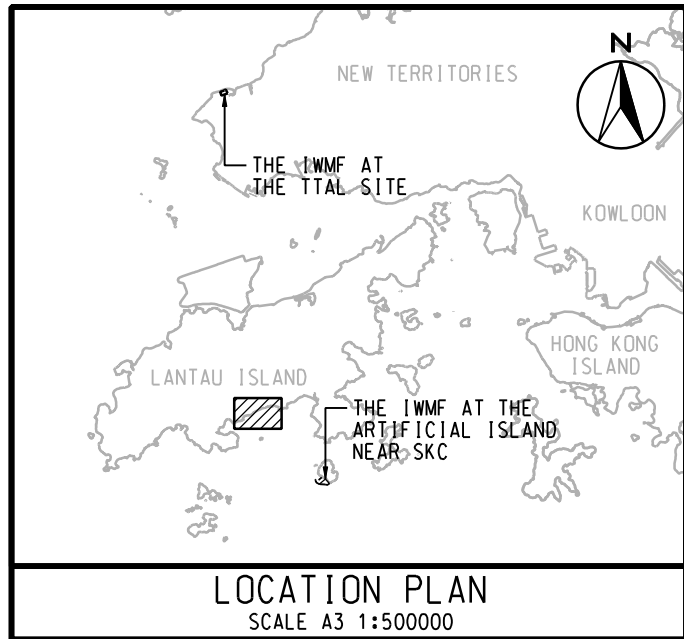 N
NEW TERRITORIES
THE IWMF AT
THE TTAL SITE
KOWLOON
HONG KONG
ISLAND
LANTAU ISLAND
THE IWMF AT THE
ARTIFICIAL ISLAND
NEAR SKC
LOCATION PLAN
SCALE A3 1:500000